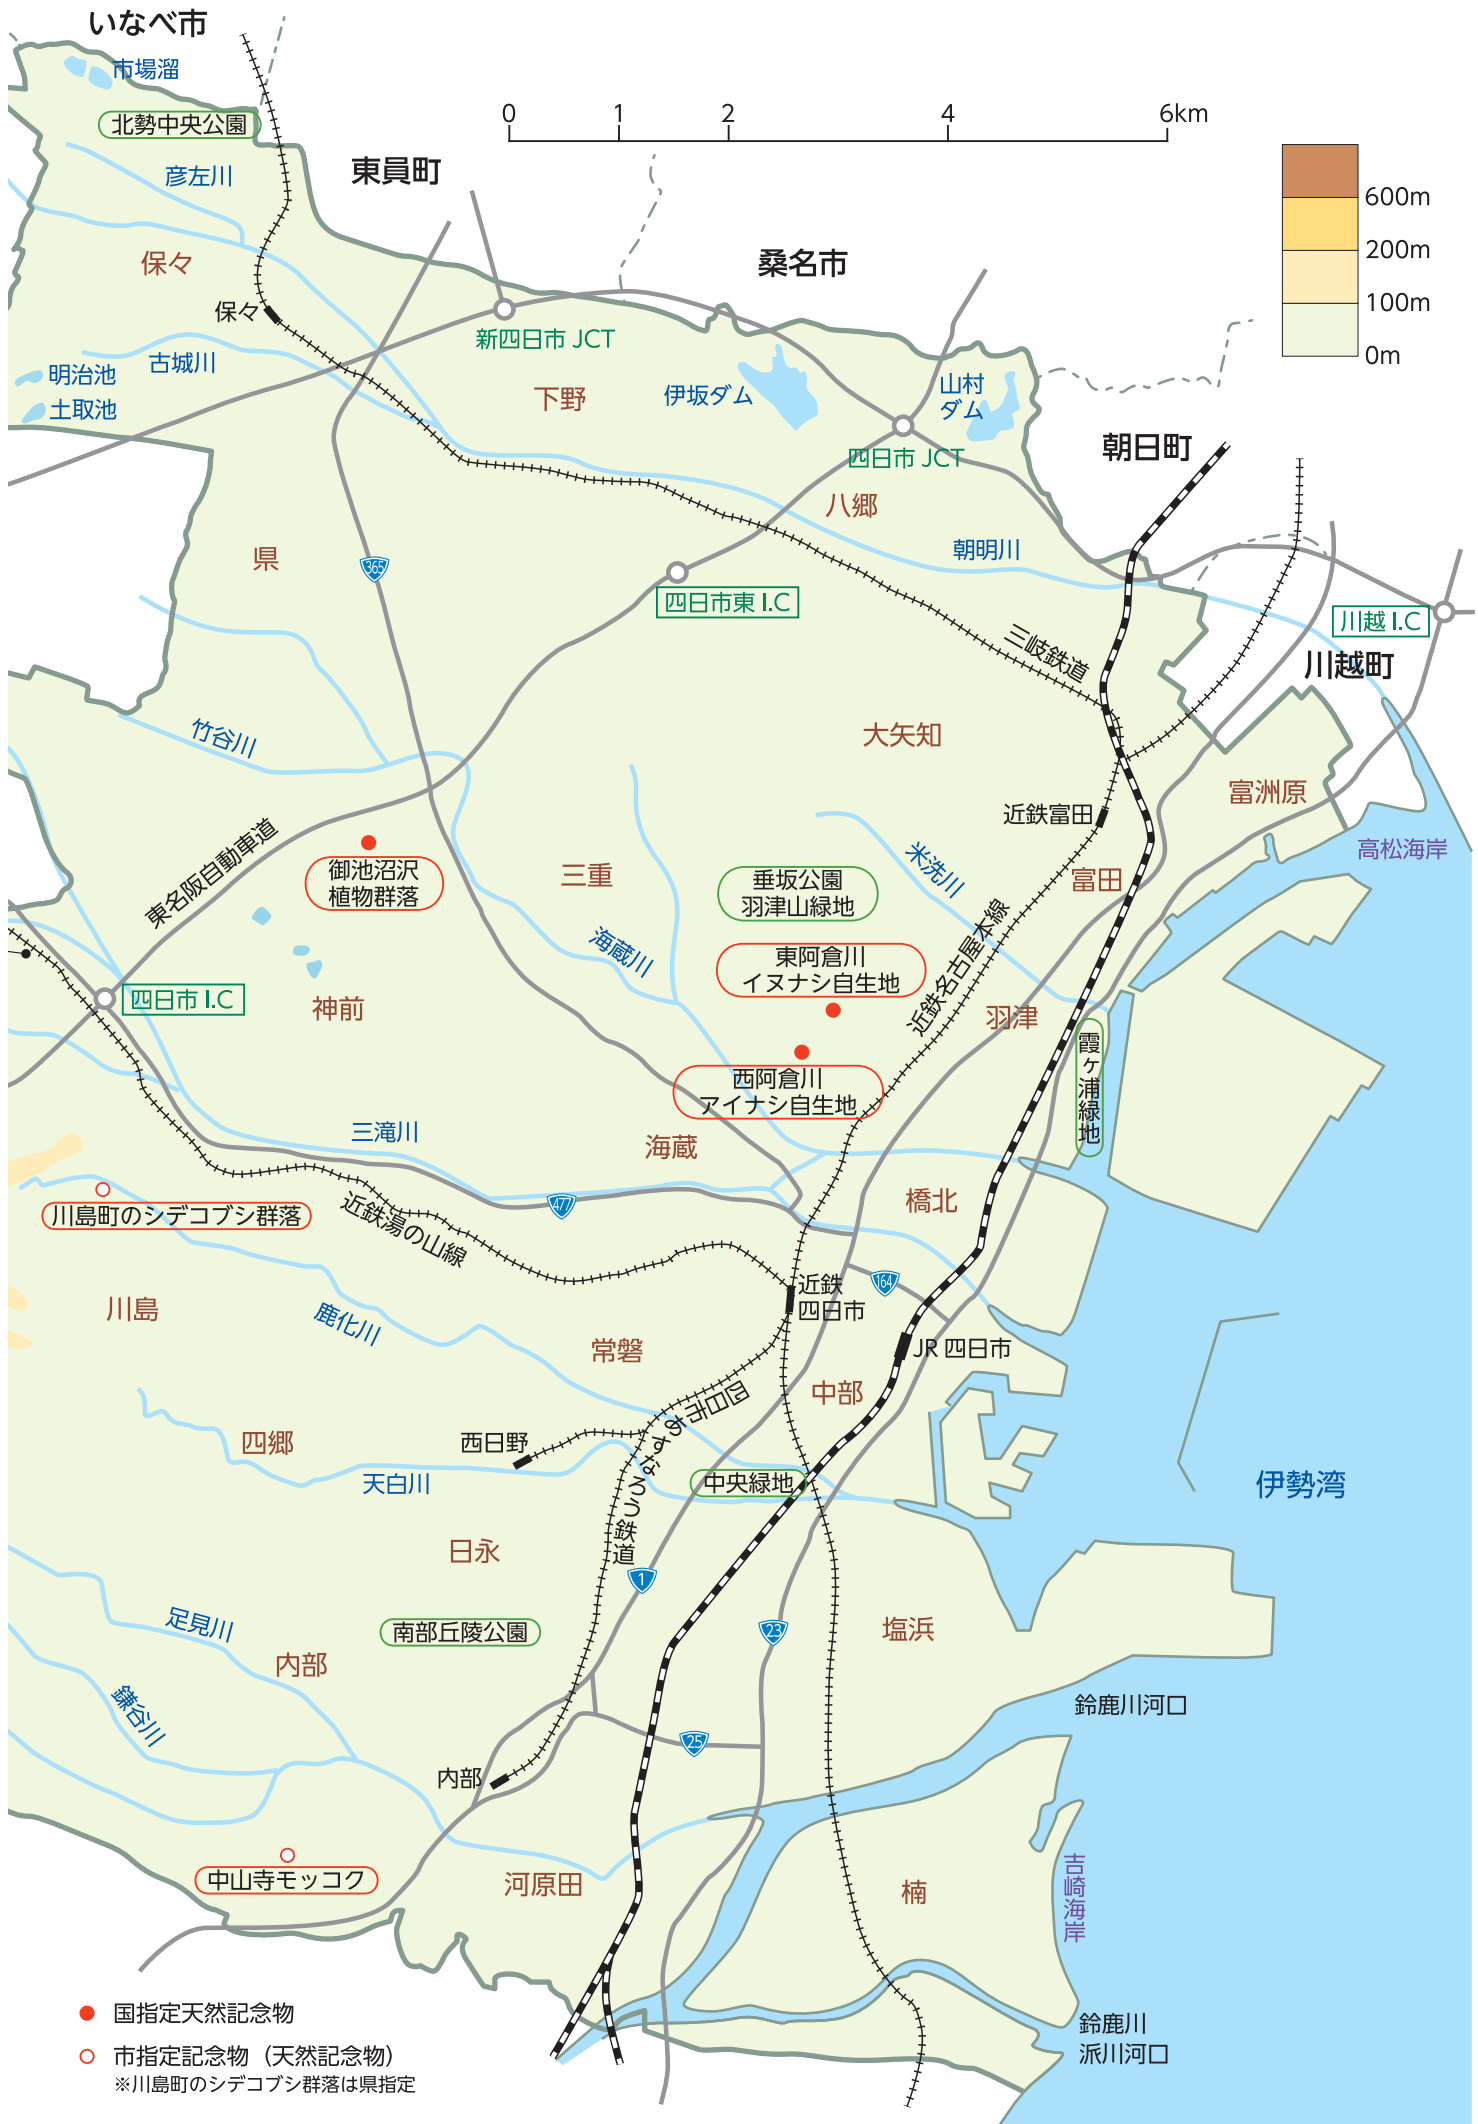 いなべ市
市場溜
北勢中央公園
彦左川
0 1 2 4 6km
東員町
600m
200m
100m
0m
桑名市
保々
保々
新四日市 JCT
古城川
明治池
土取池
下野
伊坂ダム
山村
ダム
四日市 JCT
朝日町
八郷
朝明川
県
365
四日市東 I.C
川越 I.C
三岐鉄道
川越町
竹谷川
大矢知
富洲原
近鉄富田
高松海岸
東名阪自動車道
御池沼沢
植物群落
三重
垂坂公園
羽津山緑地
米洗川
富田
海蔵川
東阿倉川
イヌナシ自生地
近鉄名古屋本線
四日市 I.C
神前
羽津
霞ヶ浦緑地
西阿倉川
アイナシ自生地
三滝川
海蔵
川島町のシデコブシ群落
近鉄湯の山線
477
橋北
近鉄
四日市
164
川島
鹿化川
常磐
JR 四日市
中部
四日市あすなろう鉄道
四郷
西日野
天白川
中央緑地
伊勢湾
日永
1
足見川
南部丘陵公園
23
塩浜
内部
鎌谷川
鈴鹿川河口
25
内部
中山寺モッコク
河原田
楠
吉崎海岸
国指定天然記念物
市指定記念物（天然記念物）
※川島町のシデコブシ群落は県指定
鈴鹿川
派川河口